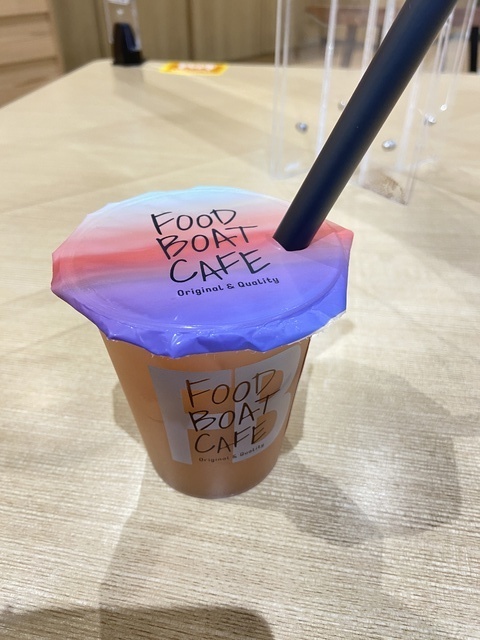 FOOD
BOAT
CAFE
Original & Quality
FOOD
BOAT
CAFE
Original & Quality